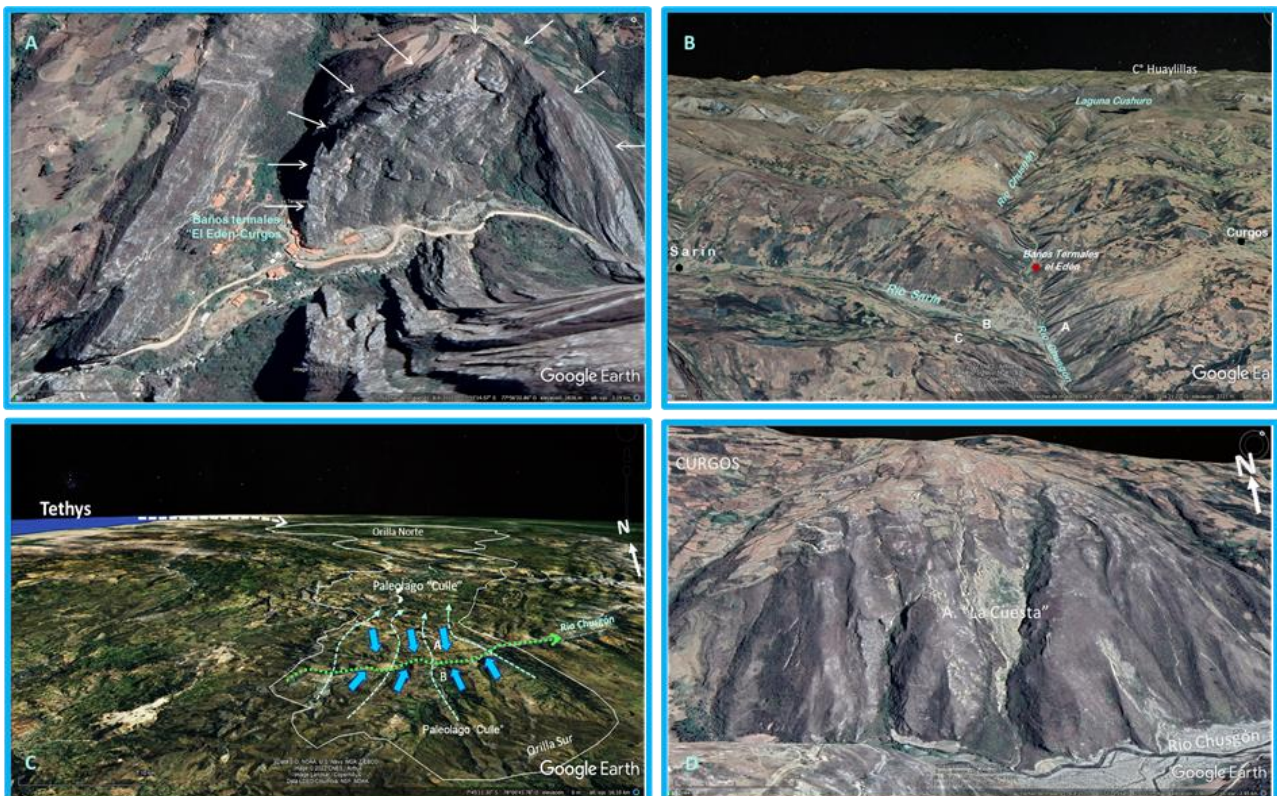 A
Baños termales
"El Edén-Curgos
Google Earth
B
C° Huaylillas
Laguna Cushuro
Río Chusgón
Curgos
Sarín
Baños Termales
el Edén
Río Sarín
B
A
C
Río Chusgón
Google Ea
Tethys
N
Orilla Norte
Paleolago "Culle"
Río Chusgón
A
B
Paleolago "Culle"
Orilla Sur
C
Google Earth
CURGOS
N
A. "La Cuesta"
Río Chusgón
D
Google Earth